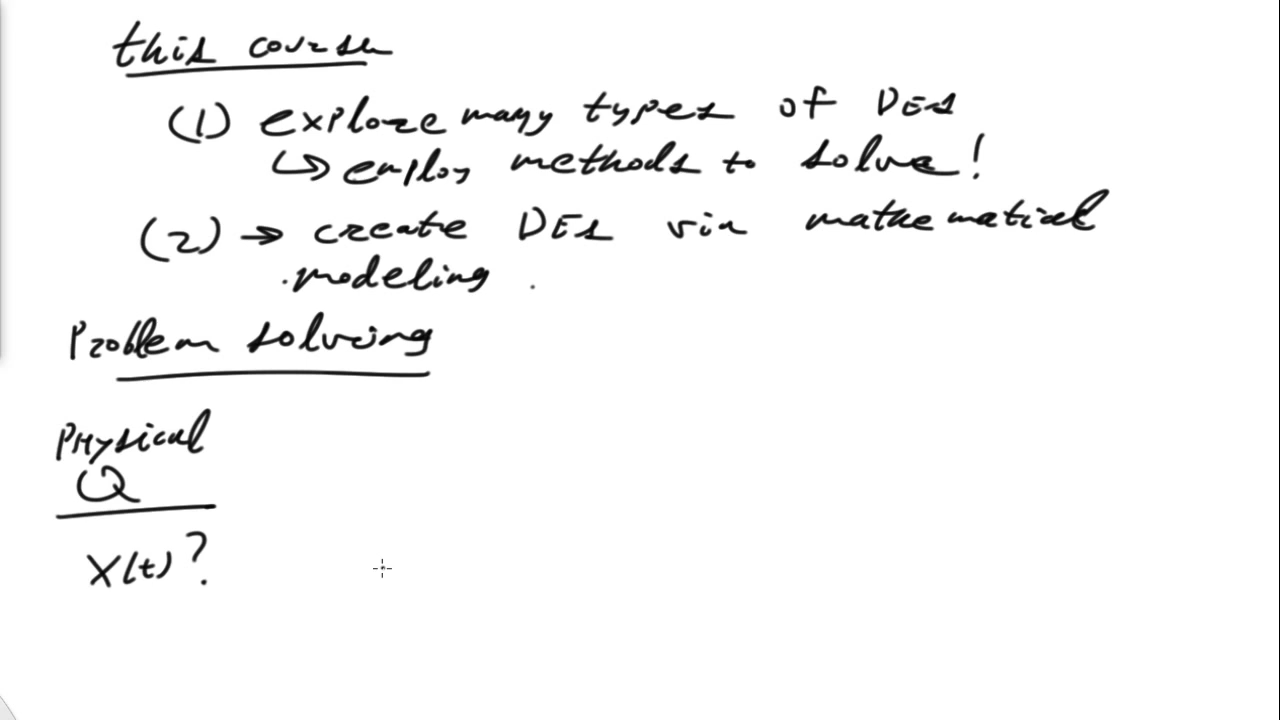 this course
(1) explore many types of DEs
↳ employ methods to solve!
(2) → create DEs via mathematical
modeling.
Problem solving
PHysical
Q
X(t)?